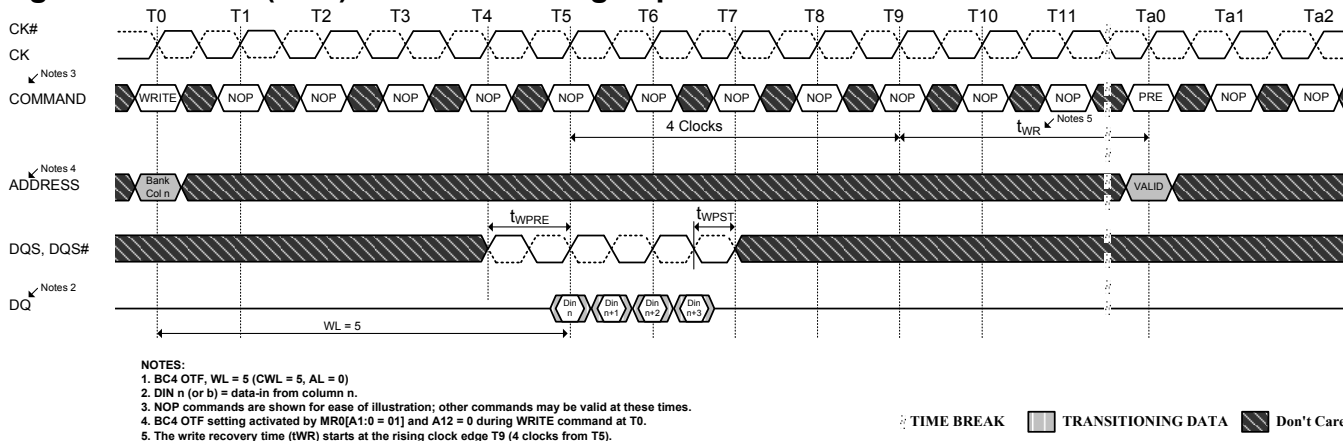 T0 T1 T2 T3 T4 T5 T6 T7 T8 T9 T10 T11 Ta0 Ta1 Ta2
CK#
CK
Notes 3
COMMAND
WRITE NOP NOP NOP NOP NOP NOP NOP NOP NOP NOP NOP PRE NOP NOP
4 Clocks
tWR
Notes 5
Notes 4
ADDRESS
Bank
Col n
VALID
tWPRE
tWPST
DQS, DQS#
Notes 2
DQ
Din
n
Din
n+1
Din
n+2
Din
n+3
WL = 5
NOTES:
1. BC4 OTF, WL = 5 (CWL = 5, AL = 0)
2. DIN n (or b) = data-in from column n.
3. NOP commands are shown for ease of illustration; other commands may be valid at these times.
4. BC4 OTF setting activated by MR0[A1:0 = 01] and A12 = 0 during WRITE command at T0.
5. The write recovery time (tWR) starts at the rising clock edge T9 (4 clocks from T5).
TIME BREAK TRANSITIONING DATA Don't Car